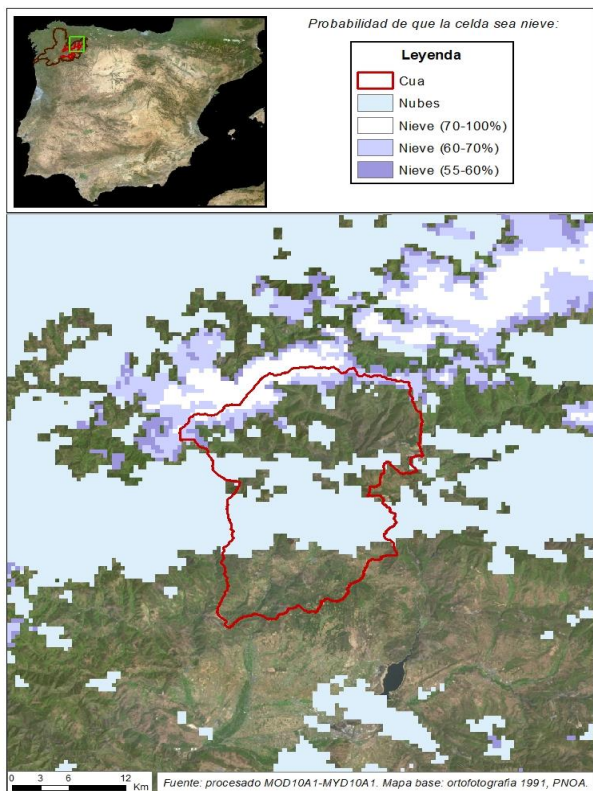 Probabilidad de que la celda sea nieve:
Leyenda
Cua
Nubes
Nieve (70-100%)
Nieve (60-70%)
Nieve (55-60%)
0 3 6 12
Km
Fuente: procesado MOD10A1-MYD10A1. Mapa base: ortofotografia 1991, PNOA.